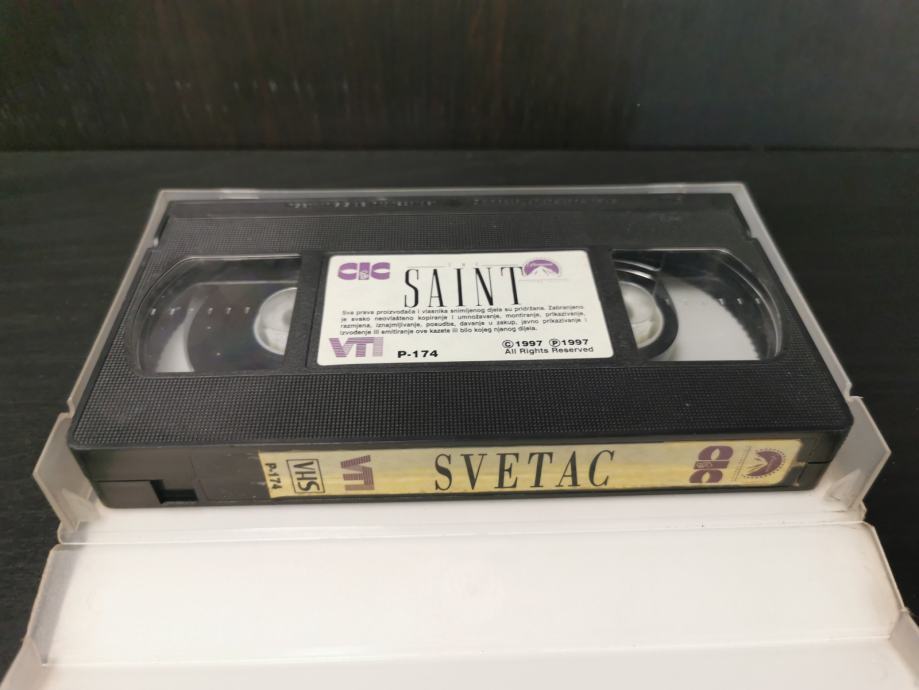 CIC
THE
SAINT
Sva prava proizvođača i vlasnika snimljenog djela su pridržana. Zabranjeno
je svako neovlašteno kopiranje i umnožavanje, montiranje, prikazivanje,
razmjena, iznajmljivanje, posudba, davanje u zakup, javno prikazivanje i
izvođenje ili emitiranje ove kazete ili bilo kojeg njenog dijela.
VTI
P-174
©1997 ℗1997
All Rights Reserved
P-174
VHS
VTI
SVETAC
CIC